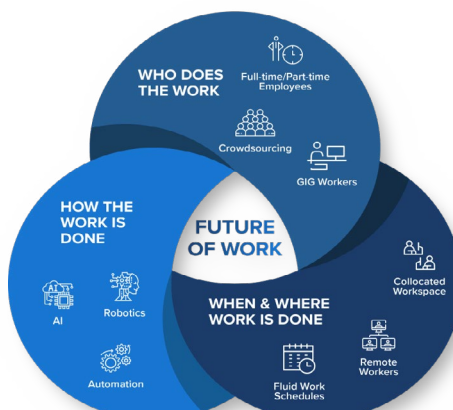 WHO DOES
THE WORK
Full-time/Part-time
Employees
Crowdsourcing
GIG Workers
HOW THE
WORK IS
DONE
AI
Robotics
Automation
FUTURE
OF WORK
WHEN & WHERE
WORK IS DONE
Collocated
Workspace
Remote
Workers
Fluid Work
Schedules